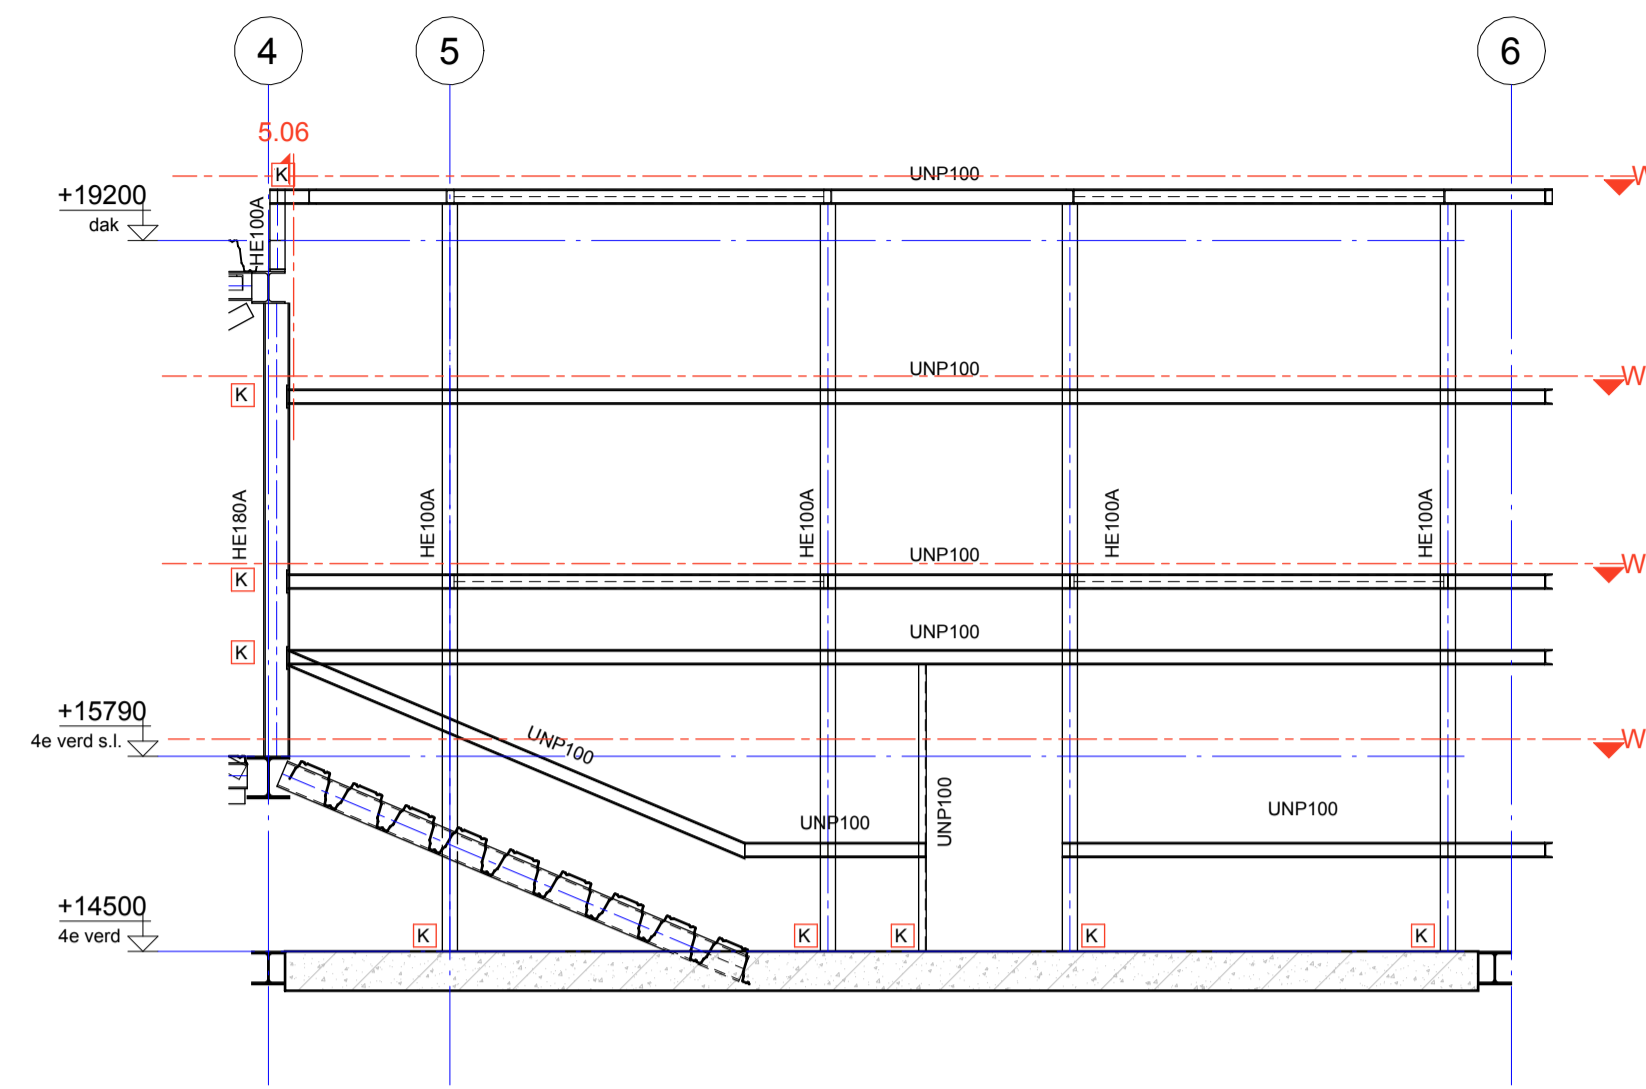 4 5 6
5.06
K
UNP100
W
+19200
dak
HE100A
UNP100
W
K
HE180A
HE100A
HE100A
HE100A
HE100A
UNP100
W
K
UNP100
K
+15790
4e verd s.l.
UNP100
W
UNP100
UNP100
UNP100
+14500
4e verd
K
K
K
K
K